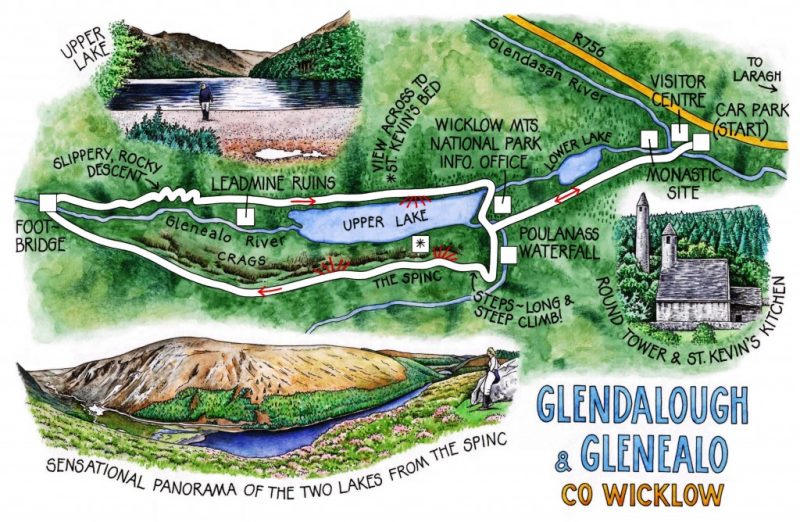 UPPER
LAKE
R756
Glendasan River
TO
LARAGH →
VISITOR
CENTRE
CAR PARK
(START)
VIEW ACROSS TO
*ST. KEVIN'S BED
WICKLOW MTS.
NATIONAL PARK
INFO. OFFICE
LOWER LAKE
MONASTIC
SITE
SLIPPERY, ROCKY
DESCENT
LEADMINE RUINS
FOOT-
BRIDGE
Glenealo River
UPPER LAKE
CRAGS
*
THE SPINC
POULANASS
WATERFALL
STEPS~LONG &
STEEP CLIMB!
ROUND TOWER & ST. KEVIN'S KITCHEN
SENSATIONAL PANORAMA OF THE TWO LAKES FROM THE SPINC
GLENDALOUGH
& GLENEALO
CO WICKLOW